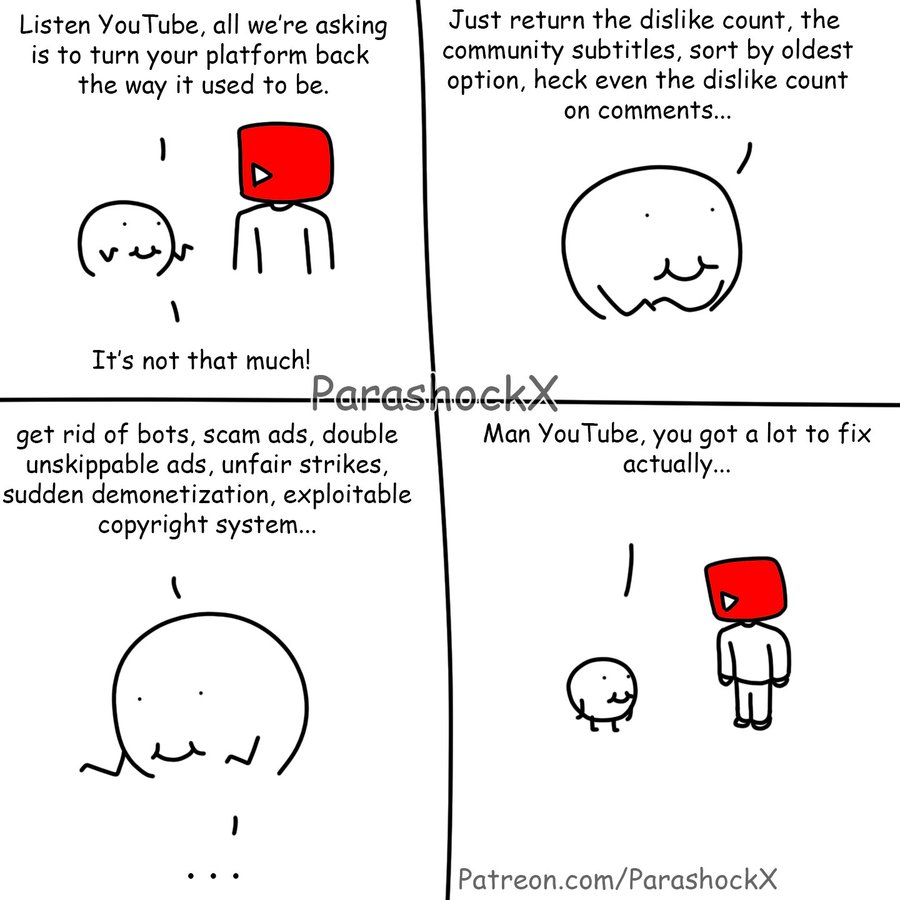 Listen YouTube, all we're asking
is to turn your platform back
the way it used to be.
It's not that much!
Just return the dislike count, the
community subtitles, sort by oldest
option, heck even the dislike count
on comments...
ParashockX
get rid of bots, scam ads, double
unskippable ads, unfair strikes,
sudden demonetization, exploitable
copyright system...
...
Man YouTube, you got a lot to fix
actually...
Patreon.com/ParashockX